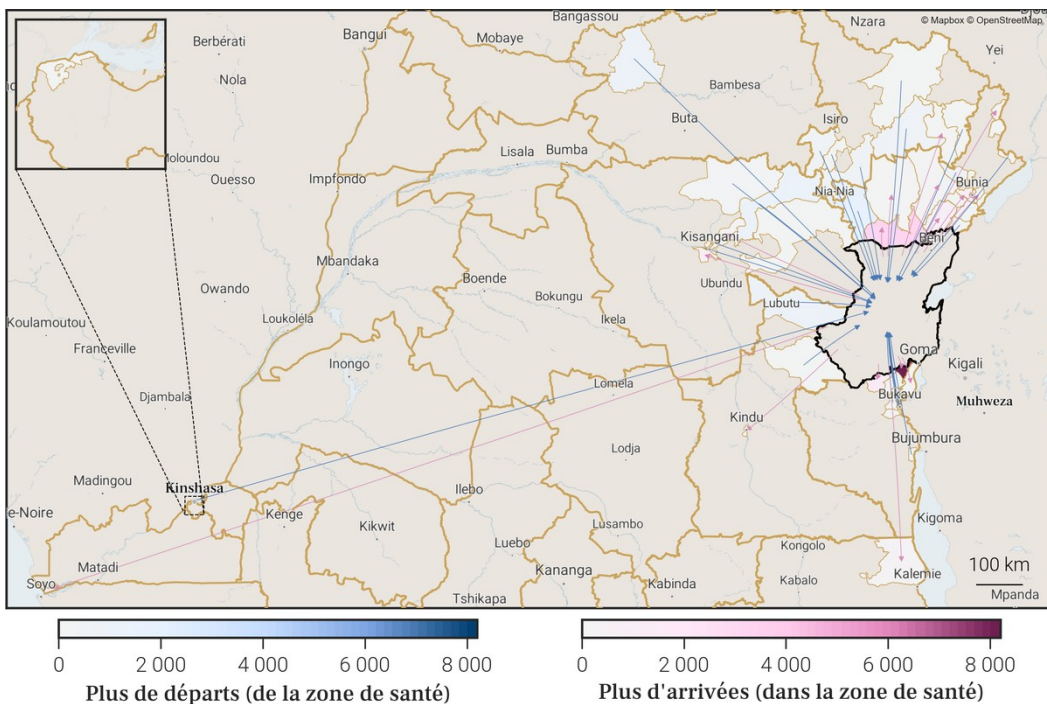 Bangassou
Nzara
© Mapbox © OpenStreetMap
Berbérati
Bangui
Mobaye
Yei
Nola
Bambesa
Buta
Isiro
Moloundou
Lisala
Bumba
Ouesso
Impfondo
Nia-Nia
Bunia
Kisangani
Beni
Mbandaka
Owando
Boende
Ubundu
Bokungu
Lubutu
Koulamoutou
Loukoléla
Ikela
Franceville
Inongo
Goma
Kigali
Djambala
Lomela
Bukavu
Muhweza
Kindu
Lodja
Bujumbura
Madingou
Kinshasa
Ilebo
e-Noire
Kenge
Kikwit
Lusambo
Kigoma
Luebo
Kongolo
100 km
Matadi
Soyo
Kananga
Kabinda
Kabalo
Kalemie
Tshikapa
Mpanda
0 2 000 4 000 6 000 8 000
Plus de départs (de la zone de santé)
0 2 000 4 000 6 000 8 000
Plus d'arrivées (dans la zone de santé)